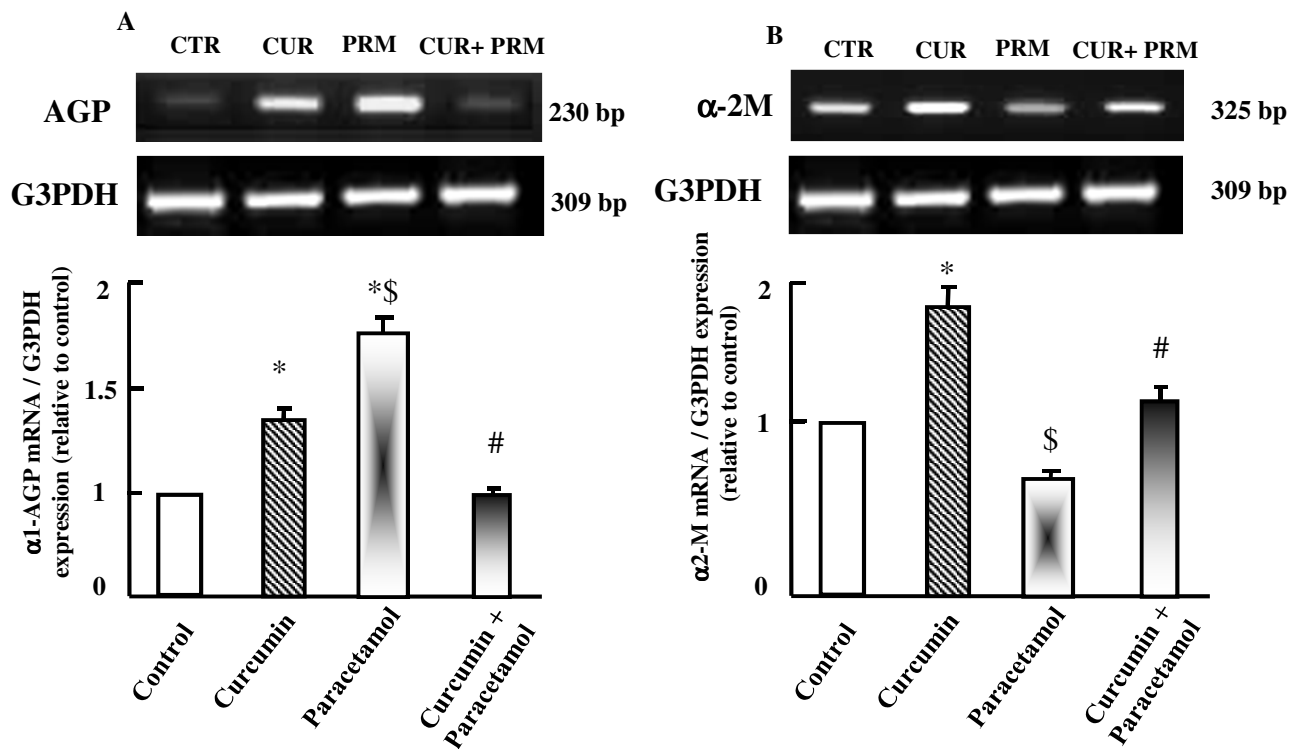 A
CTR CUR PRM CUR+ PRM
AGP
230 bp
G3PDH
309 bp
α1-AGP mRNA / G3PDH
expression (relative to control)
2
1.5
1
0
*
*$
#
Control
Curcumin
Paracetamol
Curcumin +
Paracetamol
B
CTR CUR PRM CUR+ PRM
α-2M
325 bp
G3PDH
309 bp
α2-M mRNA / G3PDH expression
(relative to control)
2
1
0
*
$
#
Control
Curcumin
Paracetamol
Curcumin +
Paracetamol